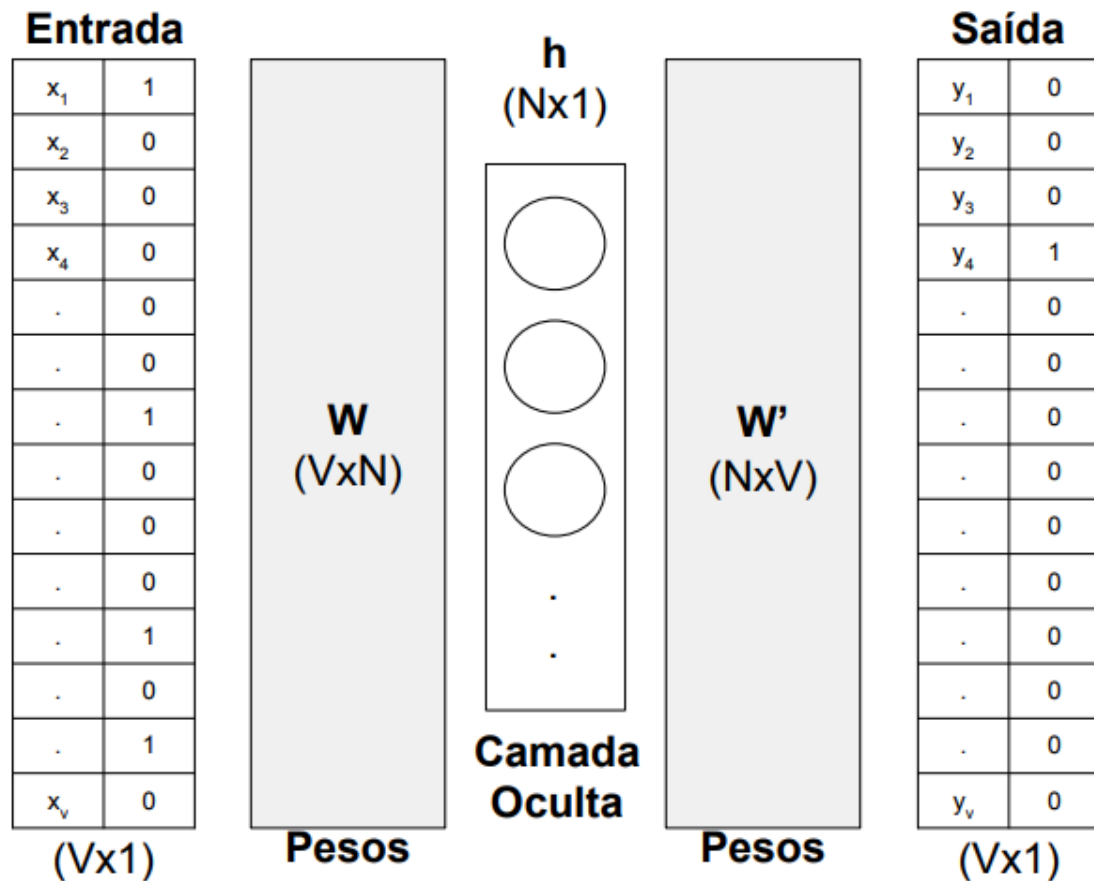 Entrada
h
(Nx1)
Saída
x1 1
x2 0
x3 0
x4 0
. 0
. 0
. 1
. 0
. 0
. 0
. 1
. 0
. 1
xv 0
(Vx1)
W
(VxN)
Pesos
.
.
Camada
Oculta
W’
(NxV)
Pesos
y1 0
y2 0
y3 0
y4 1
. 0
. 0
. 0
. 0
. 0
. 0
. 0
. 0
. 0
yv 0
(Vx1)